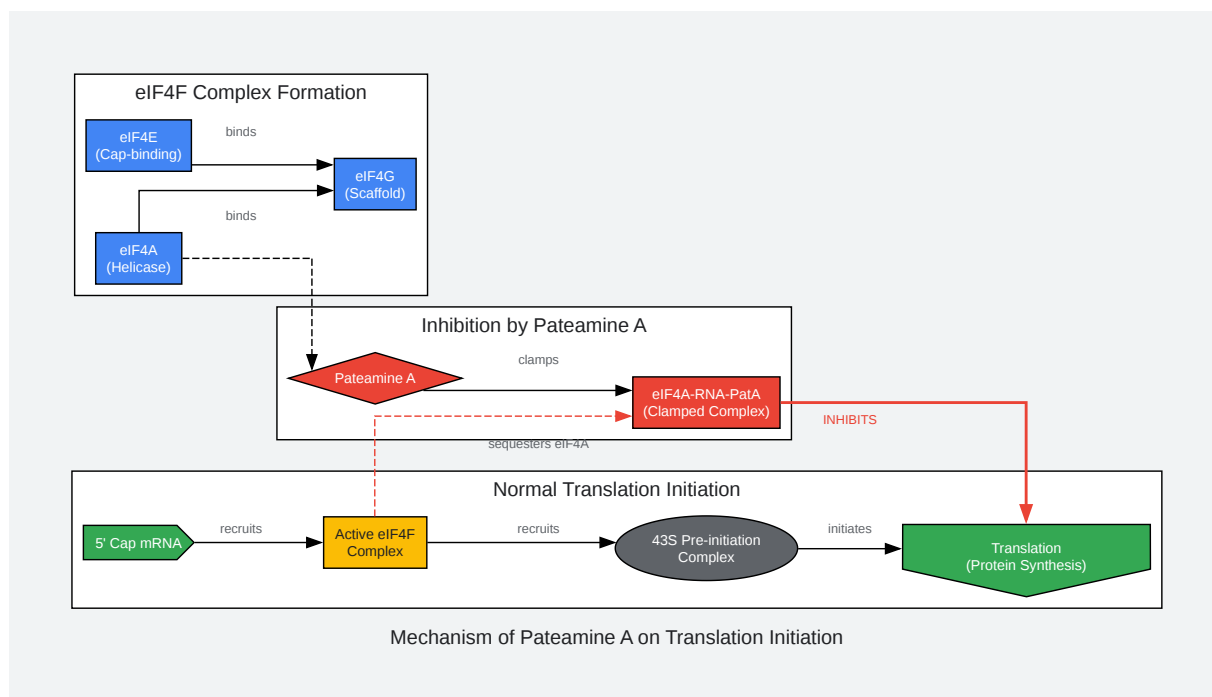 eIF4F Complex Formation
eIF4E
(Cap-binding)
binds
eIF4G
(Scaffold)
binds
eIF4A
(Helicase)
Inhibition by Pateamine A
Pateamine A
clamps
eIF4A-RNA-PatA
(Clamped Complex)
INHIBITS
sequesters eIF4A
Normal Translation Initiation
5' Cap mRNA
recruits
Active eIF4F
Complex
recruits
43S Pre-initiation
Complex
initiates
Translation
(Protein Synthesis)
Mechanism of Pateamine A on Translation Initiation